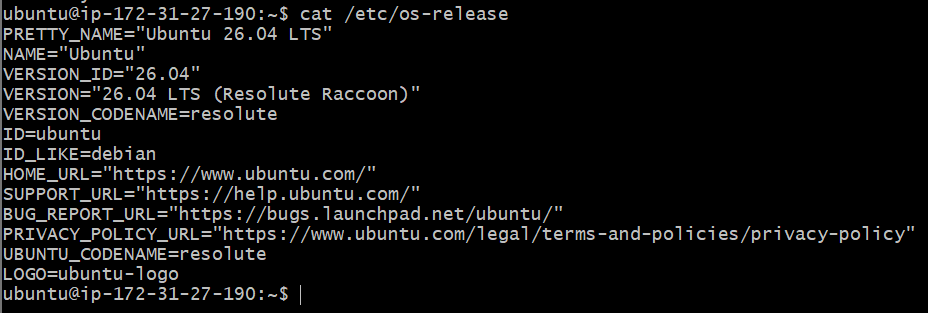 ubuntu@ip-172-31-27-190:~$ cat /etc/os-release
PRETTY_NAME="Ubuntu 26.04 LTS"
NAME="Ubuntu"
VERSION_ID="26.04"
VERSION="26.04 LTS (Resolute Raccoon)"
VERSION_CODENAME=resolute
ID=ubuntu
ID_LIKE=debian
HOME_URL="https://www.ubuntu.com/"
SUPPORT_URL="https://help.ubuntu.com/"
BUG_REPORT_URL="https://bugs.launchpad.net/ubuntu/"
PRIVACY_POLICY_URL="https://www.ubuntu.com/legal/terms-and-policies/privacy-policy"
UBUNTU_CODENAME=resolute
LOGO=ubuntu-logo
ubuntu@ip-172-31-27-190:~$